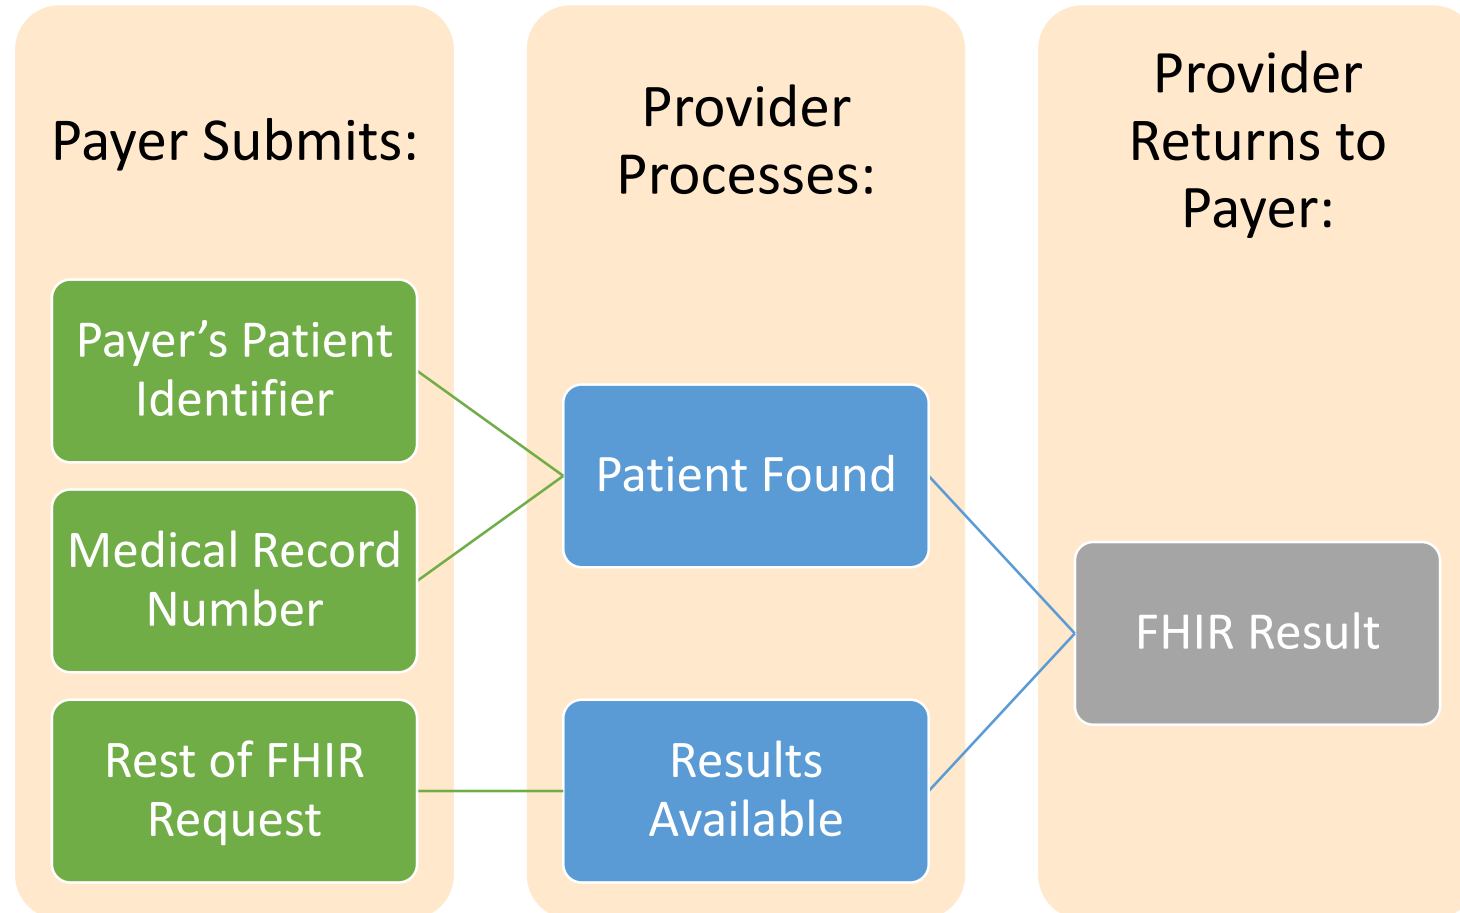 Payer Submits:
Payer’s Patient
Identifier
Medical Record
Number
Rest of FHIR
Request
Provider
Processes:
Patient Found
Results
Available
Provider
Returns to
Payer:
FHIR Result